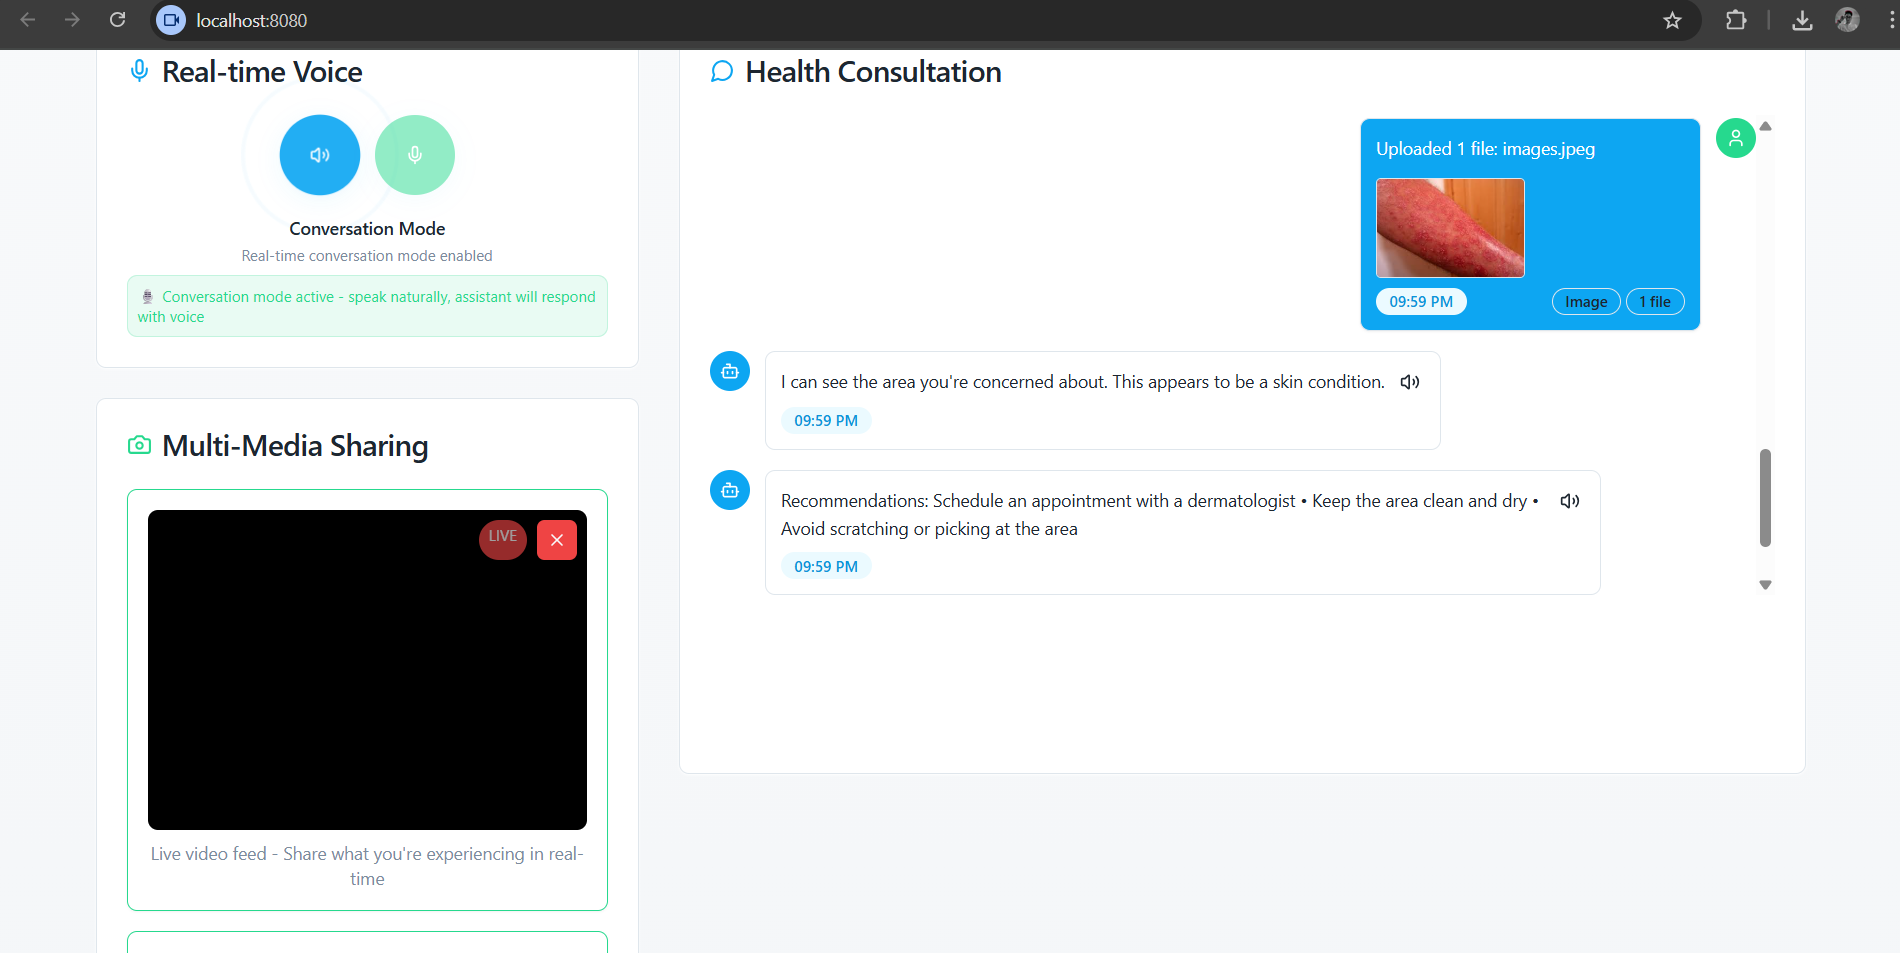 localhost:8080
Real-time Voice
Conversation Mode
Real-time conversation mode enabled
🎙️ Conversation mode active - speak naturally, assistant will respond
with voice
Multi-Media Sharing
LIVE
Live video feed - Share what you're experiencing in real-
time
Health Consultation
Uploaded 1 file: images.jpeg
09:59 PM
Image
1 file
I can see the area you're concerned about. This appears to be a skin condition.
09:59 PM
Recommendations: Schedule an appointment with a dermatologist • Keep the area clean and dry •
Avoid scratching or picking at the area
09:59 PM